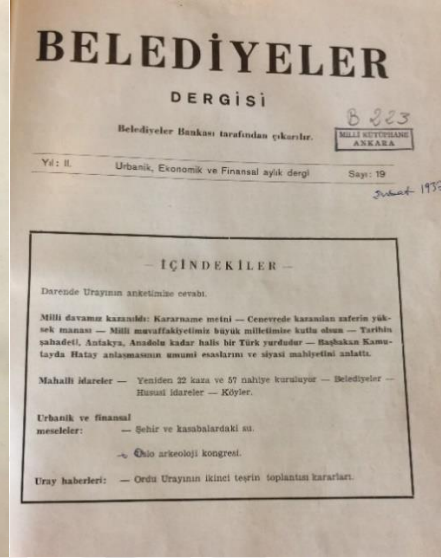 BELEDİYELER
DERGİSİ
B 223
Belediyeler Bankası tarafından çıkarılır.
MİLLİ KÜTÜPHANE
ANKARA
Yıl: II. Urbanik, Ekonomik ve Finansal aylık dergi Sayı: 19
Şubat 1937
— İÇİNDEKİLER —
Darende Urayının anketimize cevabı.
Milli davamız kazanıldı: Kararname metni — Cenevrede kazanılan zaferin yük-
sek manası — Milli muvaffakiyetimiz büyük milletimize kutlu olsun — Tarihin
şahadeti, Antakya, Anadolu kadar halis bir Türk yurdudur — Başbakan Kamu-
tayda Hatay anlaşmasının umumi esaslarını ve siyasi mahiyetini anlattı.
Mahalli idareler — Yeniden 22 kaza ve 57 nahiye kuruluyor — Belediyeler —
Hususi idareler — Köyler.
Urbanik ve finansal
meseleler: — Şehir ve kasabalardaki su.
— Oslo arkeoloji kongresi.
Uray haberleri: — Ordu Urayının ikinci teşrin toplantısı kararları.